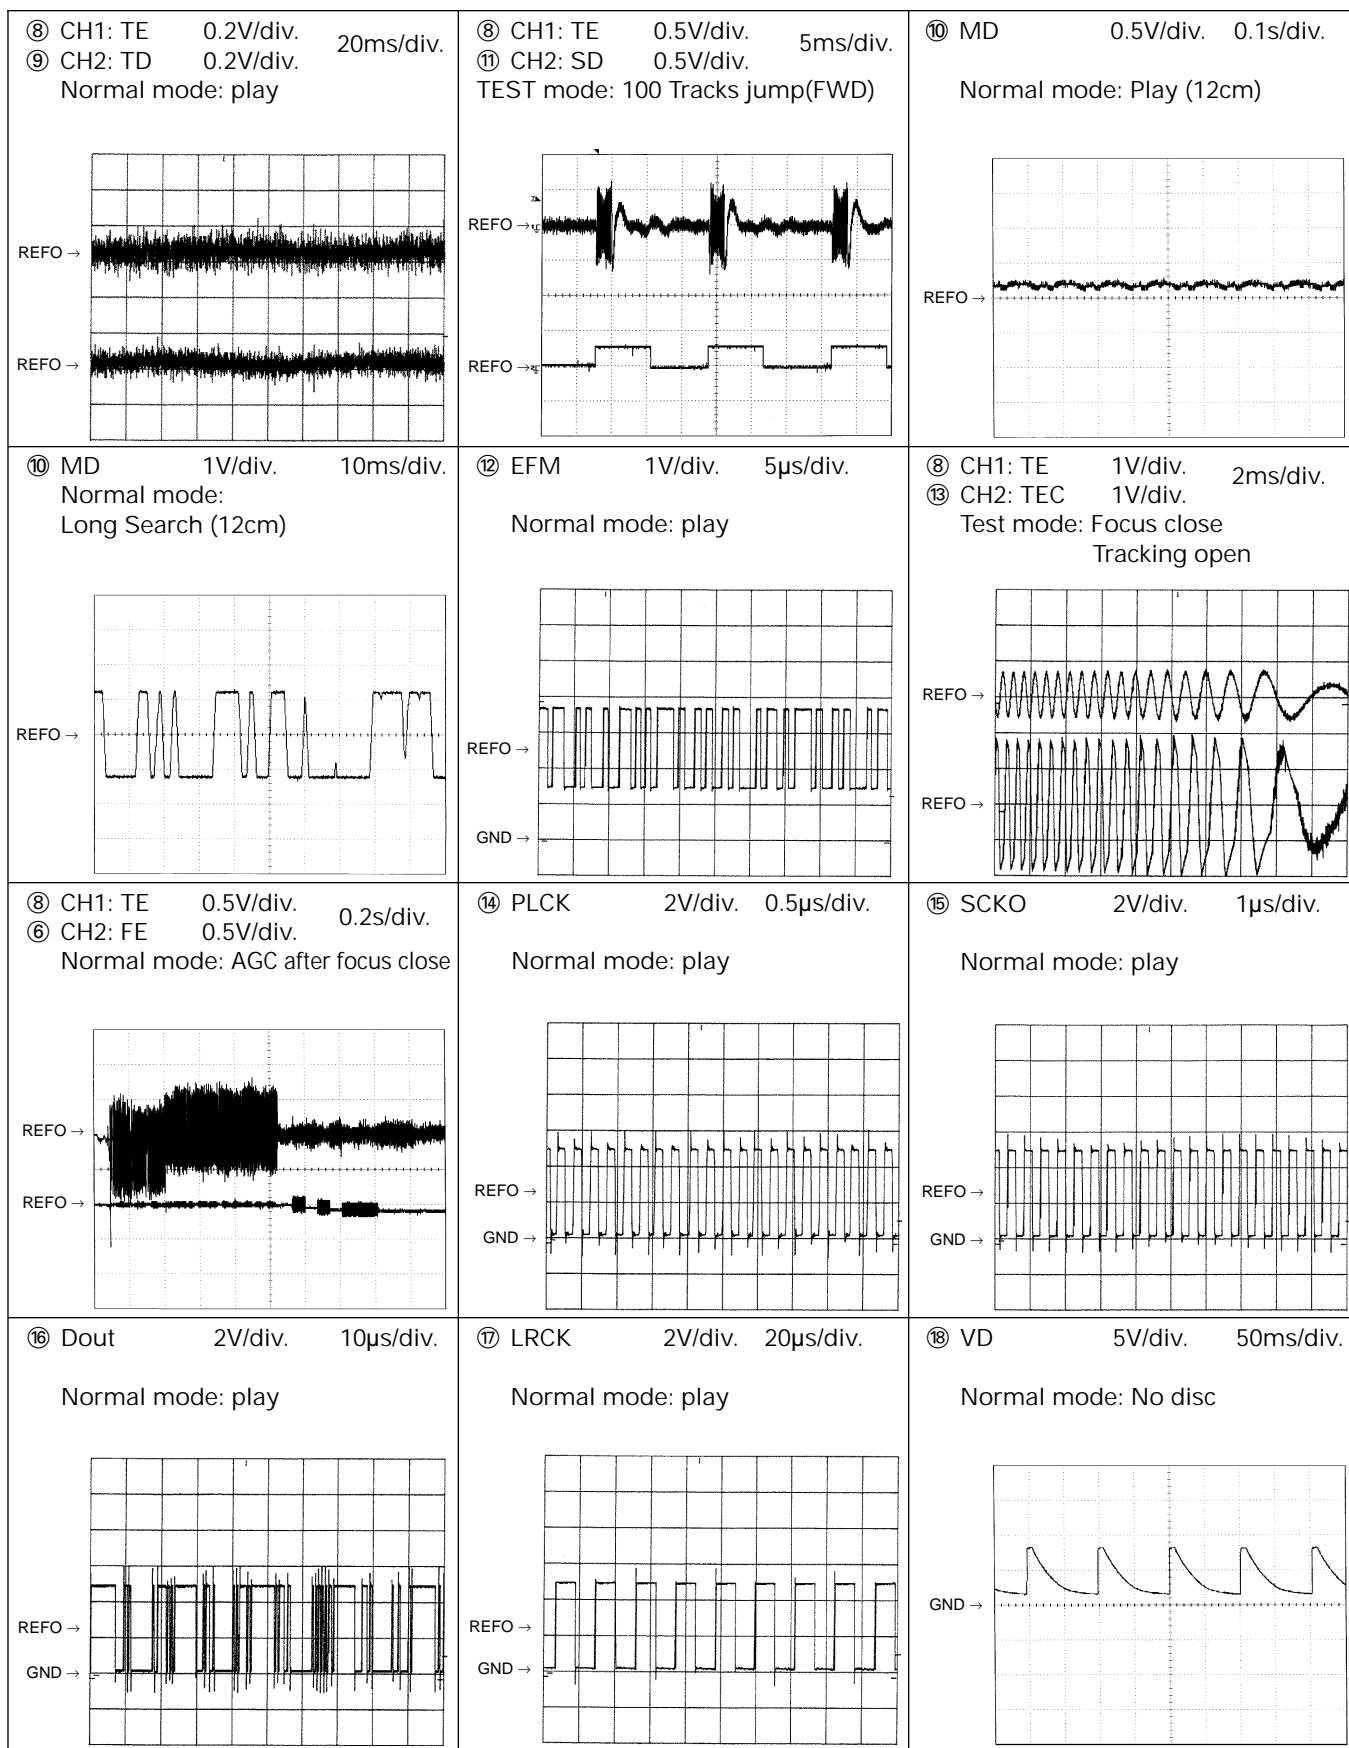 ⑧ CH1: TE 0.2V/div. 20ms/div.
⑨ CH2: TD 0.2V/div.
Normal mode: play
REFO →
REFO →
⑧ CH1: TE 0.5V/div. 5ms/div.
⑪ CH2: SD 0.5V/div.
TEST mode: 100 Tracks jump(FWD)
REFO →
REFO →
⑩ MD 0.5V/div. 0.1s/div.
Normal mode: Play (12cm)
REFO →
⑩ MD 1V/div. 10ms/div.
Normal mode:
Long Search (12cm)
REFO →
⑫ EFM 1V/div. 5µs/div.
Normal mode: play
REFO →
GND →
⑧ CH1: TE 1V/div. 2ms/div.
⑬ CH2: TEC 1V/div.
Test mode: Focus close
Tracking open
REFO →
REFO →
⑧ CH1: TE 0.5V/div. 0.2s/div.
⑥ CH2: FE 0.5V/div.
Normal mode: AGC after focus close
REFO →
REFO →
⑭ PLCK 2V/div. 0.5µs/div.
Normal mode: play
REFO →
GND →
⑮ SCKO 2V/div. 1µs/div.
Normal mode: play
REFO →
GND →
⑯ Dout 2V/div. 10µs/div.
Normal mode: play
REFO →
GND →
⑰ LRCK 2V/div. 20µs/div.
Normal mode: play
REFO →
GND →
⑱ VD 5V/div. 50ms/div.
Normal mode: No disc
GND →